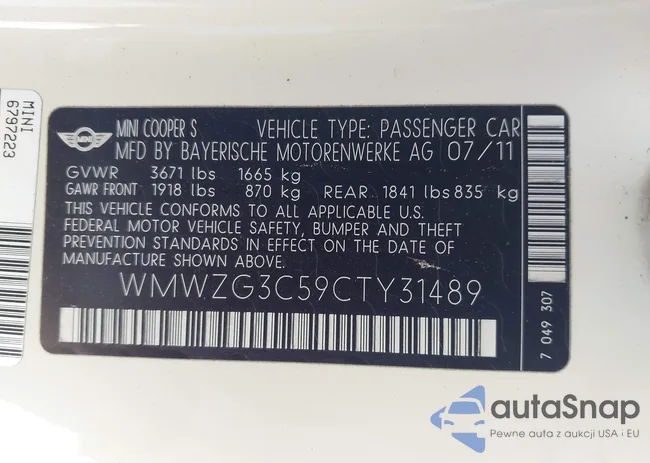 MINI
6797223
MINI
MINI COOPER S VEHICLE TYPE: PASSENGER CAR
MFD BY BAYERISCHE MOTORENWERKE AG 07/11
GVWR 3671 lbs 1665 kg
GAWR FRONT 1918 lbs 870 kg REAR 1841 lbs 835 kg
THIS VEHICLE CONFORMS TO ALL APPLICABLE U.S.
FEDERAL MOTOR VEHICLE SAFETY, BUMPER AND THEFT
PREVENTION STANDARDS IN EFFECT ON THE DATE OF
MANUFACTURE SHOWN ABOVE.
WMWZG3C59CTY31489
7 049 307
autaSnap
Pewne auta z aukcji USA i EU